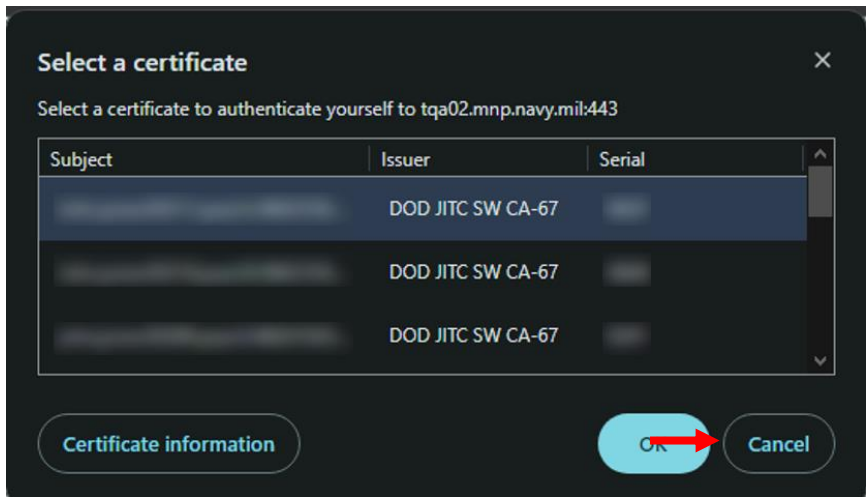 Select a certificate
Select a certificate to authenticate yourself to tqa02.mnp.navy.mil:443
Subject Issuer Serial
DOD JITC SW CA-67
DOD JITC SW CA-67
DOD JITC SW CA-67
Certificate information OK Cancel